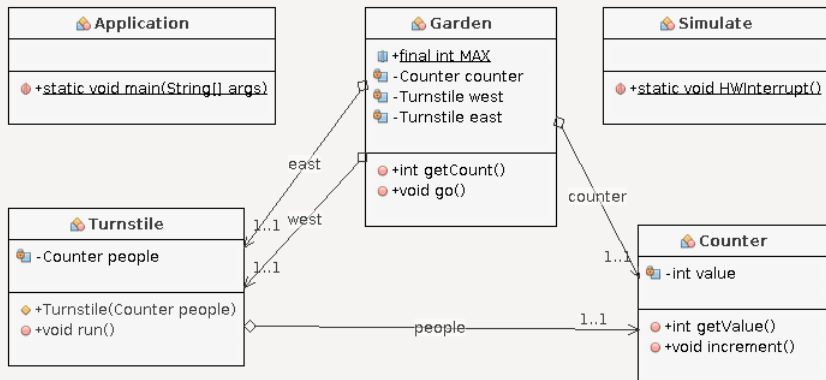 Application
+static void main(String[] args)
Garden
+final int MAX
-Counter counter
-Turnstile west
-Turnstile east
+int getCount()
+void go()
Simulate
+static void HWInterrupt()
east
1..1
west
1..1
counter
1..1
Turnstile
-Counter people
+Turnstile(Counter people)
+void run()
people
1..1
Counter
-int value
+int getValue()
+void increment()